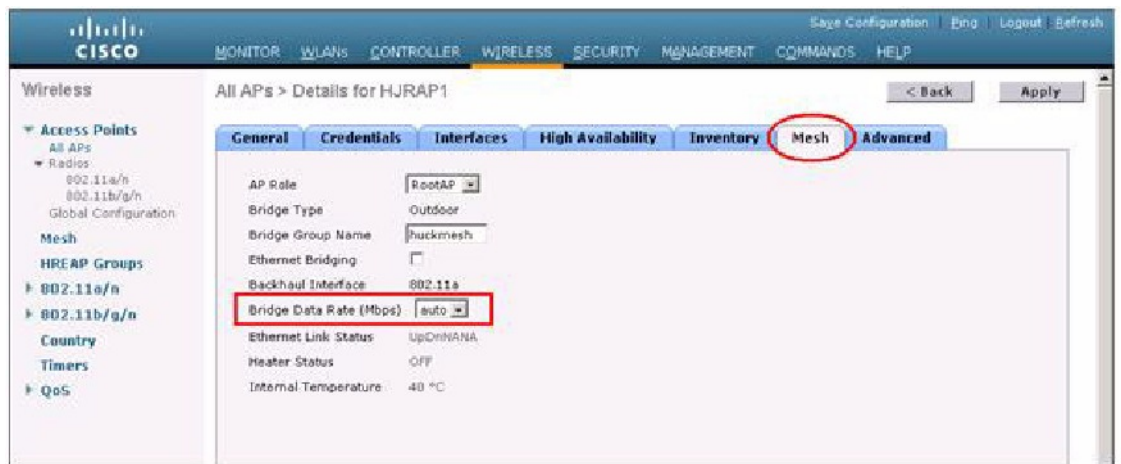 Save Configuration | Ping | Logout | Refresh
CISCO
MONITOR WLANs CONTROLLER WIRELESS SECURITY MANAGEMENT COMMANDS HELP
Wireless
Access Points
All APs
Radios
802.11a/n
802.11b/g/n
Global Configuration
Mesh
HREAP Groups
802.11a/n
802.11b/g/n
Country
Timers
QoS
All APs > Details for HJRAP1
< Back
Apply
General Credentials Interfaces High Availability Inventory Mesh Advanced
AP Role RootAP
Bridge Type Outdoor
Bridge Group Name huckmesh
Ethernet Bridging
Backhaul Interface 802.11a
Bridge Data Rate (Mbps) auto
Ethernet Link Status UpDnNANA
Heater Status OFF
Internal Temperature 40 °C